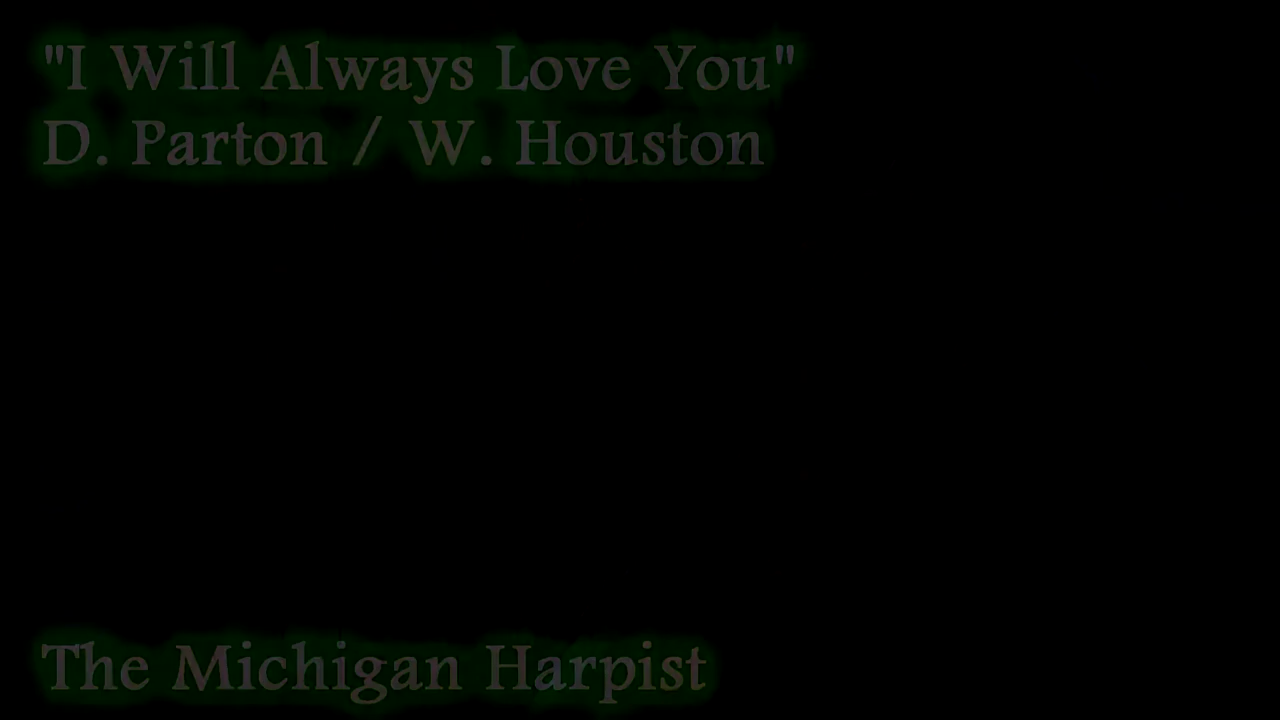 "I Will Always Love You"
D. Parton / W. Houston
The Michigan Harpist